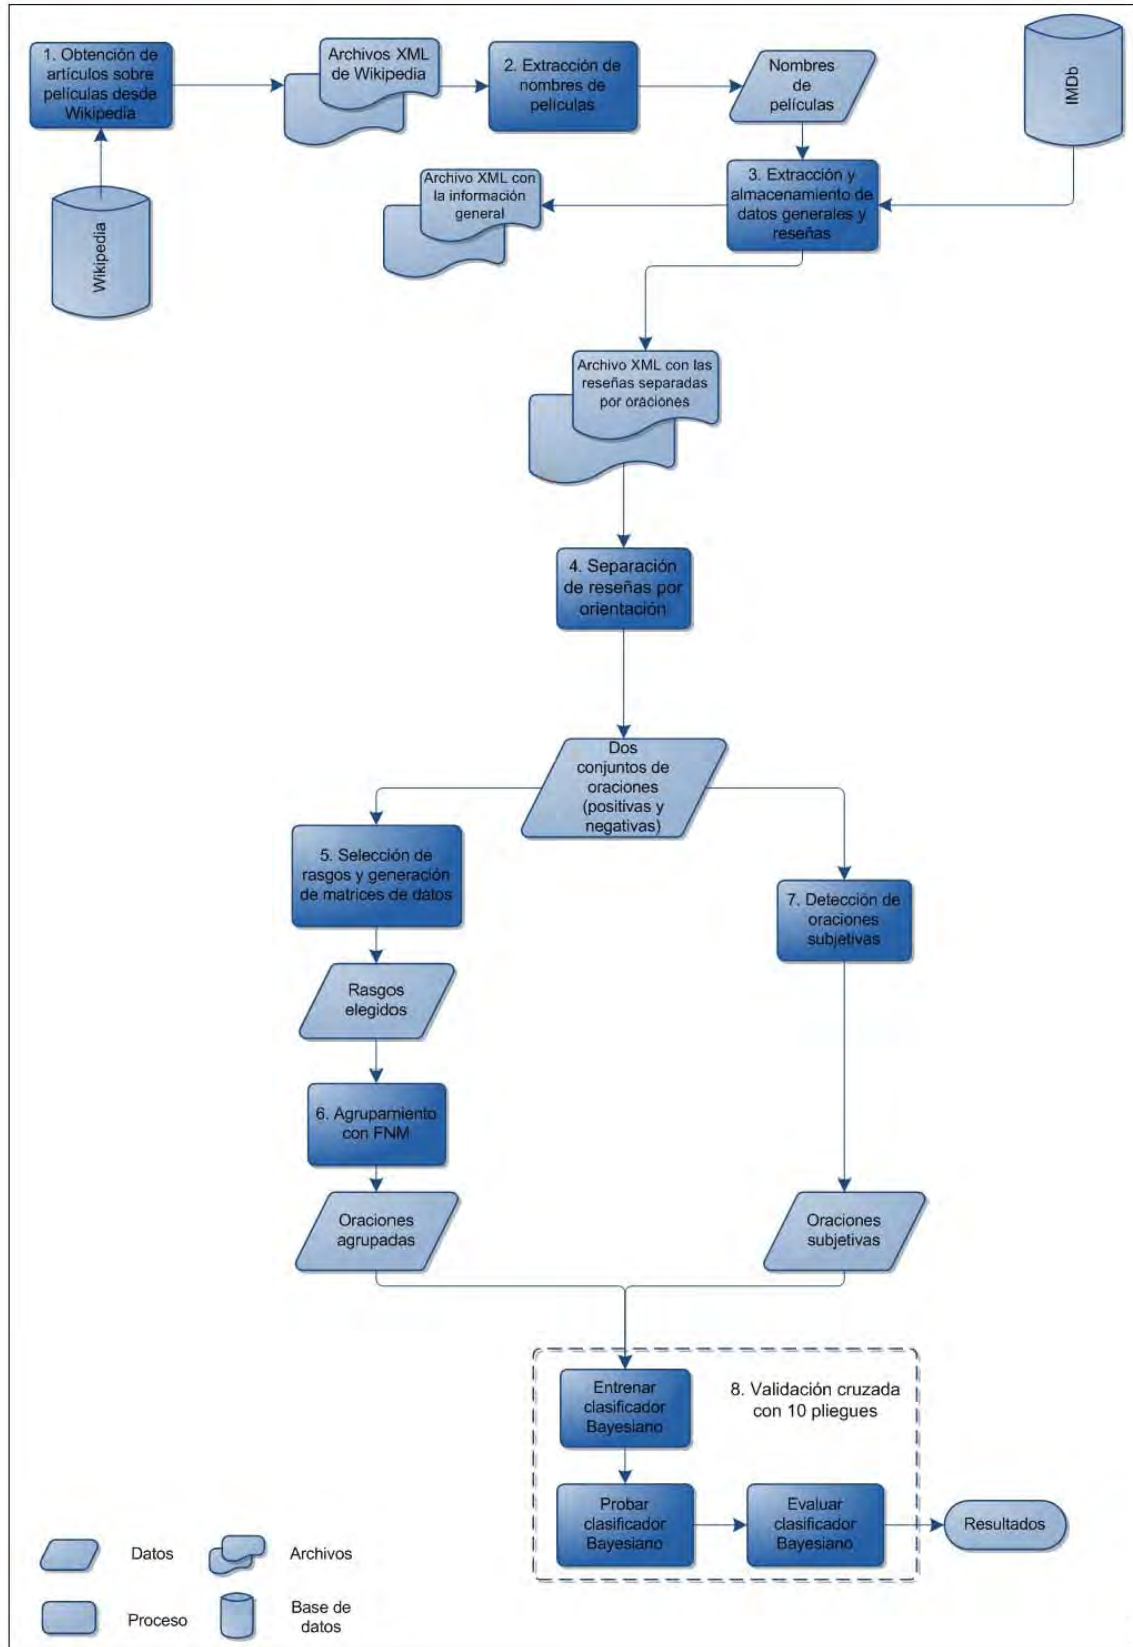 1. Obtención de
artículos sobre
películas desde
Wikipedia
Archivos XML
de Wikipedia
2. Extracción de
nombres de
películas
Nombres
de
películas
IMDb
Wikipedia
Archivo XML con
la información
general
3. Extracción y
almacenamiento de
datos generales y
reseñas
Archivo XML con las
reseñas separadas
por oraciones
4. Separación
de reseñas por
orientación
Dos
conjuntos de
oraciones
(positivas y
negativas)
5. Selección de
rasgos y generación
de matrices de datos
7. Detección de
oraciones
subjetivas
Rasgos
elegidos
6. Agrupamiento
con FNM
Oraciones
agrupadas
Oraciones
subjetivas
Entrenar
clasificador
Bayesiano
8. Validación cruzada
con 10 pliegues
Probar
clasificador
Bayesiano
Evaluar
clasificador
Bayesiano
Resultados
Datos
Archivos
Proceso
Base de
datos